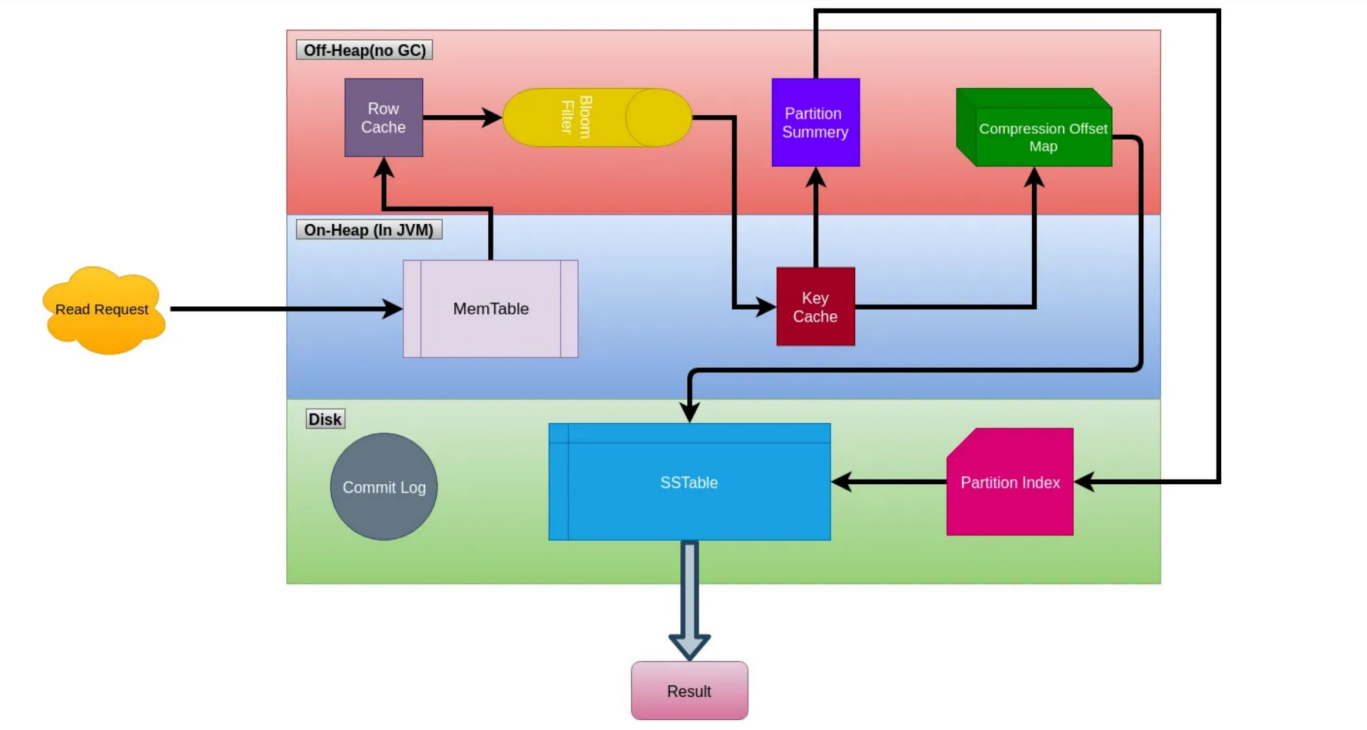 Off-Heap(no GC)
Row
Cache
Bloom
Filter
Partition
Summery
Compression Offset
Map
On-Heap (In JVM)
Read Request
MemTable
Key
Cache
Disk
Commit Log
SSTable
Partition Index
Result